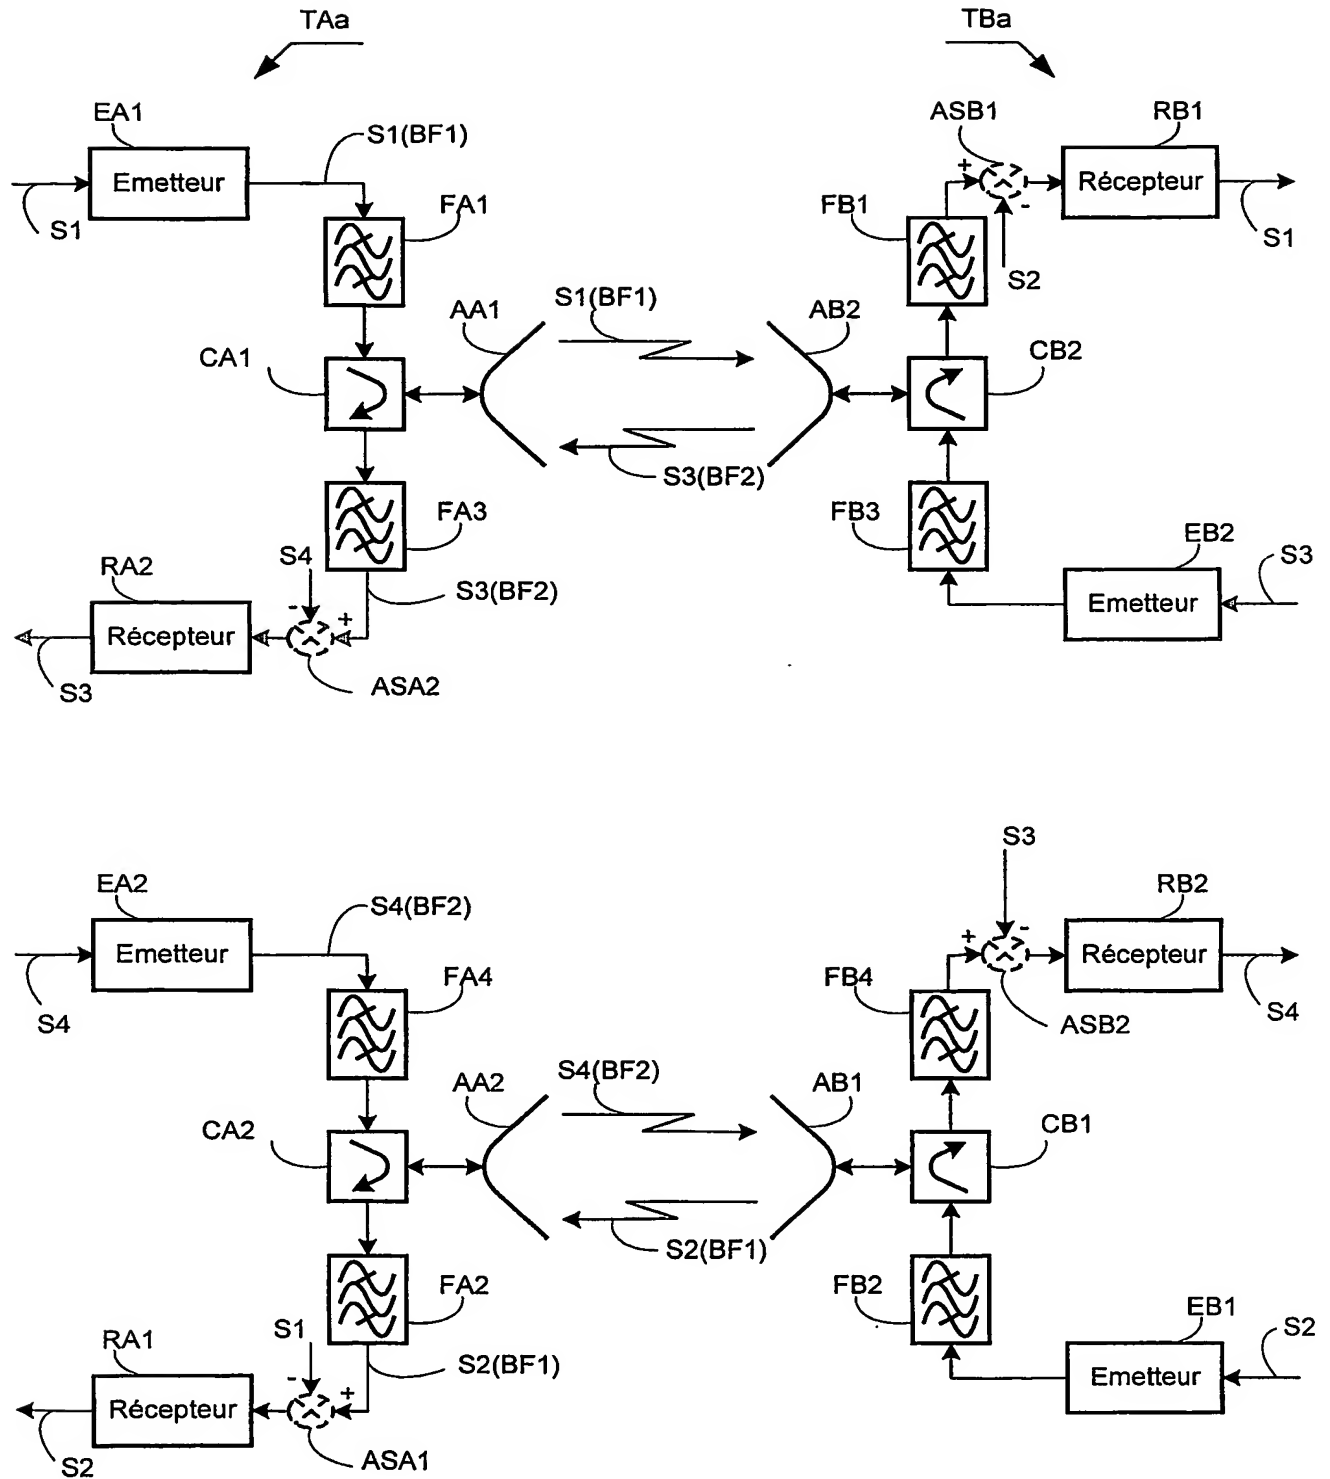 TAa
TBa
EA1
S1(BF1)
ASB1
RB1
Emetteur
+
Récepteur
-
S1
FA1
FB1
S2
S1
AA1
S1(BF1)
AB2
CA1
CB2
S3(BF2)
FA3
FB3
S4
EB2
S3
RA2
S3(BF2)
Emetteur
-
+
Récepteur
S3
ASA2
S3
EA2
S4(BF2)
RB2
Emetteur
+
-
Récepteur
S4
FA4
FB4
ASB2
S4
AA2
S4(BF2)
AB1
CA2
CB1
S2(BF1)
FA2
FB2
S1
EB1
S2
RA1
S2(BF1)
Emetteur
-
+
Récepteur
S2
ASA1